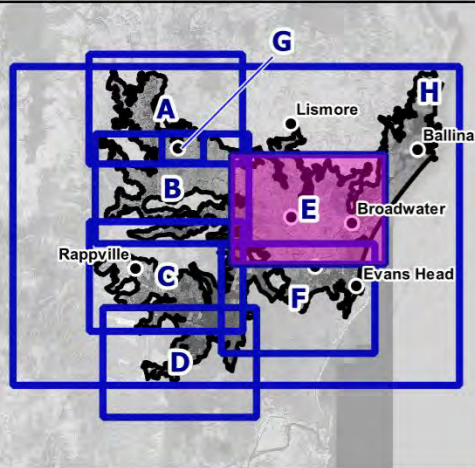 G
H
A
Lismore
Ballina
B
E
Broadwater
Rappville
C
Evans Head
F
D